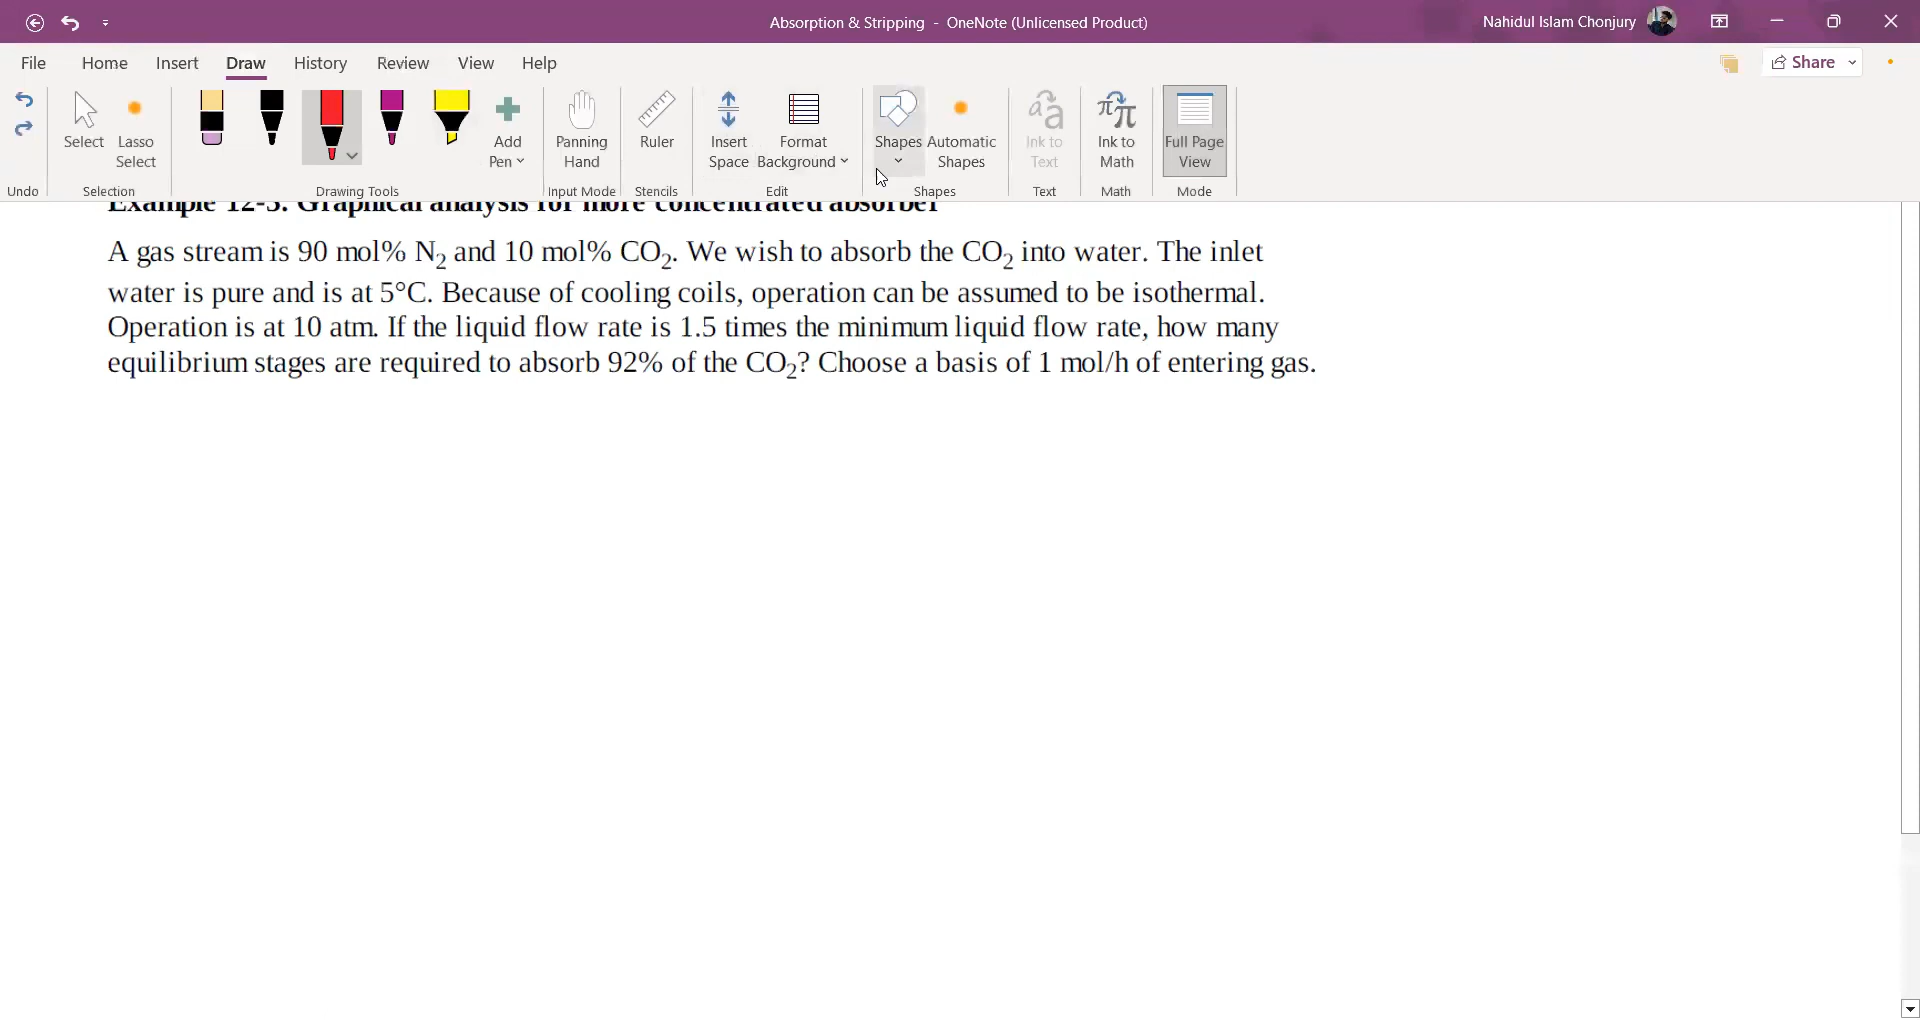 Absorption & Stripping - OneNote (Unlicensed Product)
Nahidul Islam Chonjury
File Home Insert Draw History Review View Help
Share
Select
Lasso Select
Add Pen
Panning Hand
Ruler
Insert Space
Format Background
Shapes
Automatic Shapes
Ink to Text
Ink to Math
Full Page View
Undo Selection Drawing Tools Input Mode Stencils Edit Shapes Text Math Mode
Graphical analysis for more concentrated absorber
A gas stream is 90 mol% N₂ and 10 mol% CO₂. We wish to absorb the CO₂ into water. The inlet
water is pure and is at 5°C. Because of cooling coils, operation can be assumed to be isothermal.
Operation is at 10 atm. If the liquid flow rate is 1.5 times the minimum liquid flow rate, how many
equilibrium stages are required to absorb 92% of the CO₂? Choose a basis of 1 mol/h of entering gas.